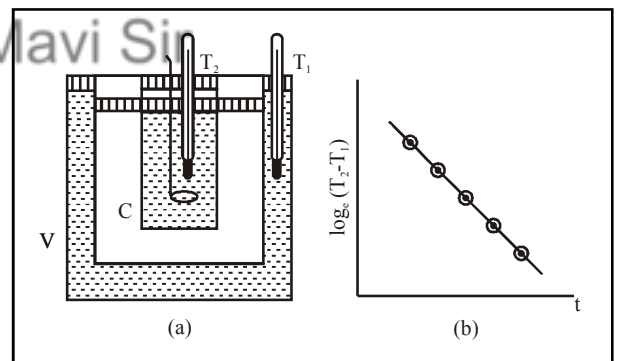 Mavi Sir
T₂
T₁
C
V
(a)
logₑ (T₂-T₁)
t
(b)